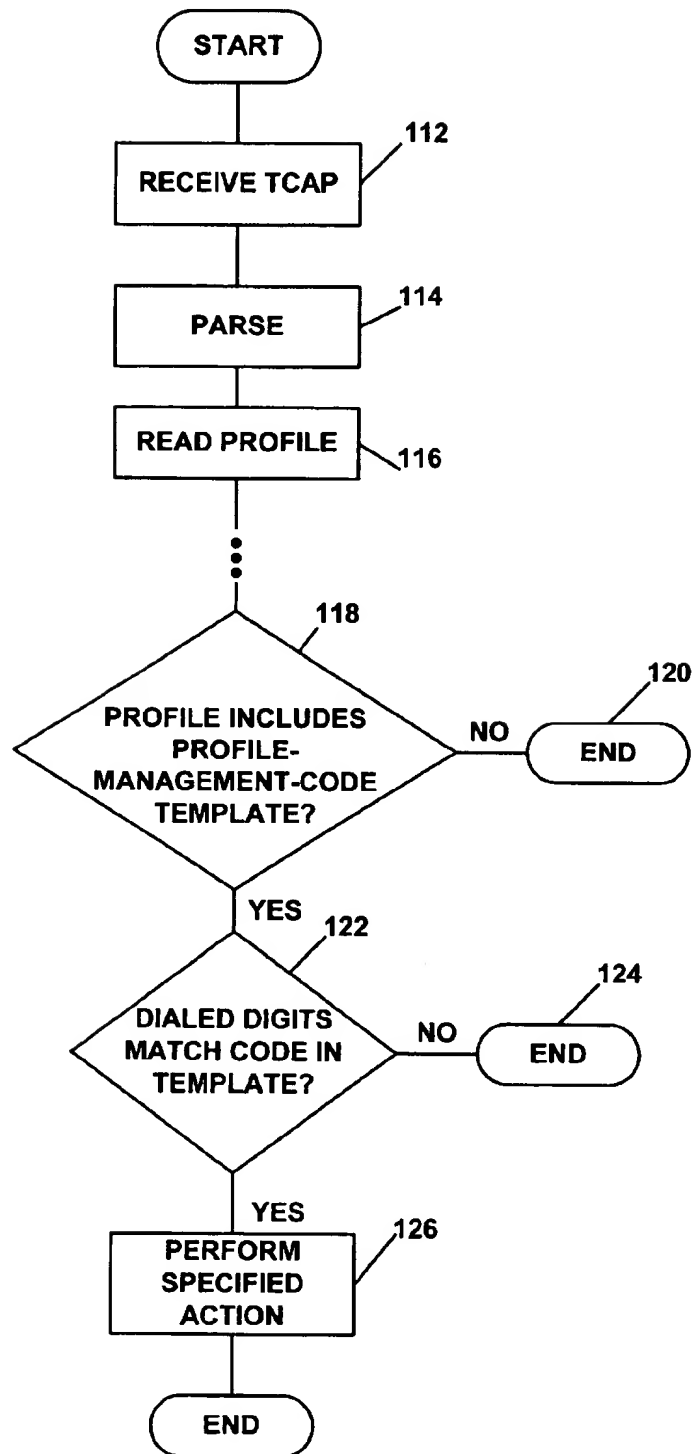 START
112
RECEIVE TCAP
114
PARSE
READ PROFILE
116
118
PROFILE INCLUDES
PROFILE-
MANAGEMENT-CODE
TEMPLATE?
NO
120
END
YES
122
DIALED DIGITS
MATCH CODE IN
TEMPLATE?
NO
124
END
YES
PERFORM
SPECIFIED
ACTION
126
END